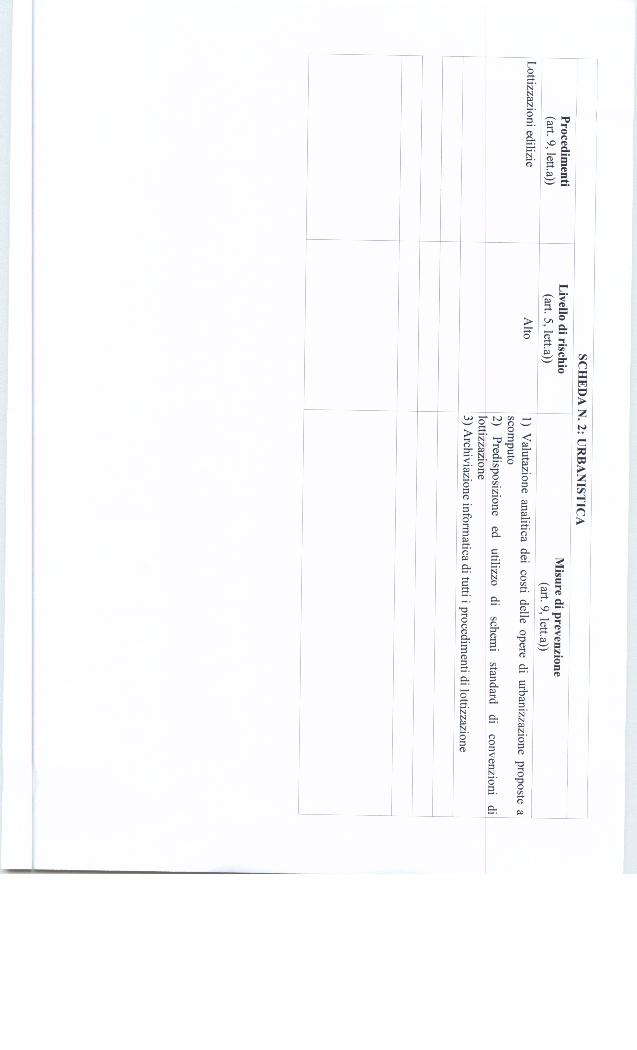 SCHEDA N. 2: URBANISTICA
Procedimenti
(art. 9, lett.a))
Livello di rischio
(art. 5, lett.a))
Misure di prevenzione
(art. 9, lett.a))
Lottizzazioni edilizie
Alto
1) Valutazione analitica dei costi delle opere di urbanizzazione proposte a
scomputo
2) Predisposizione ed utilizzo di schemi standard di convenzioni di
lottizzazione
3) Archiviazione informatica di tutti i procedimenti di lottizzazione